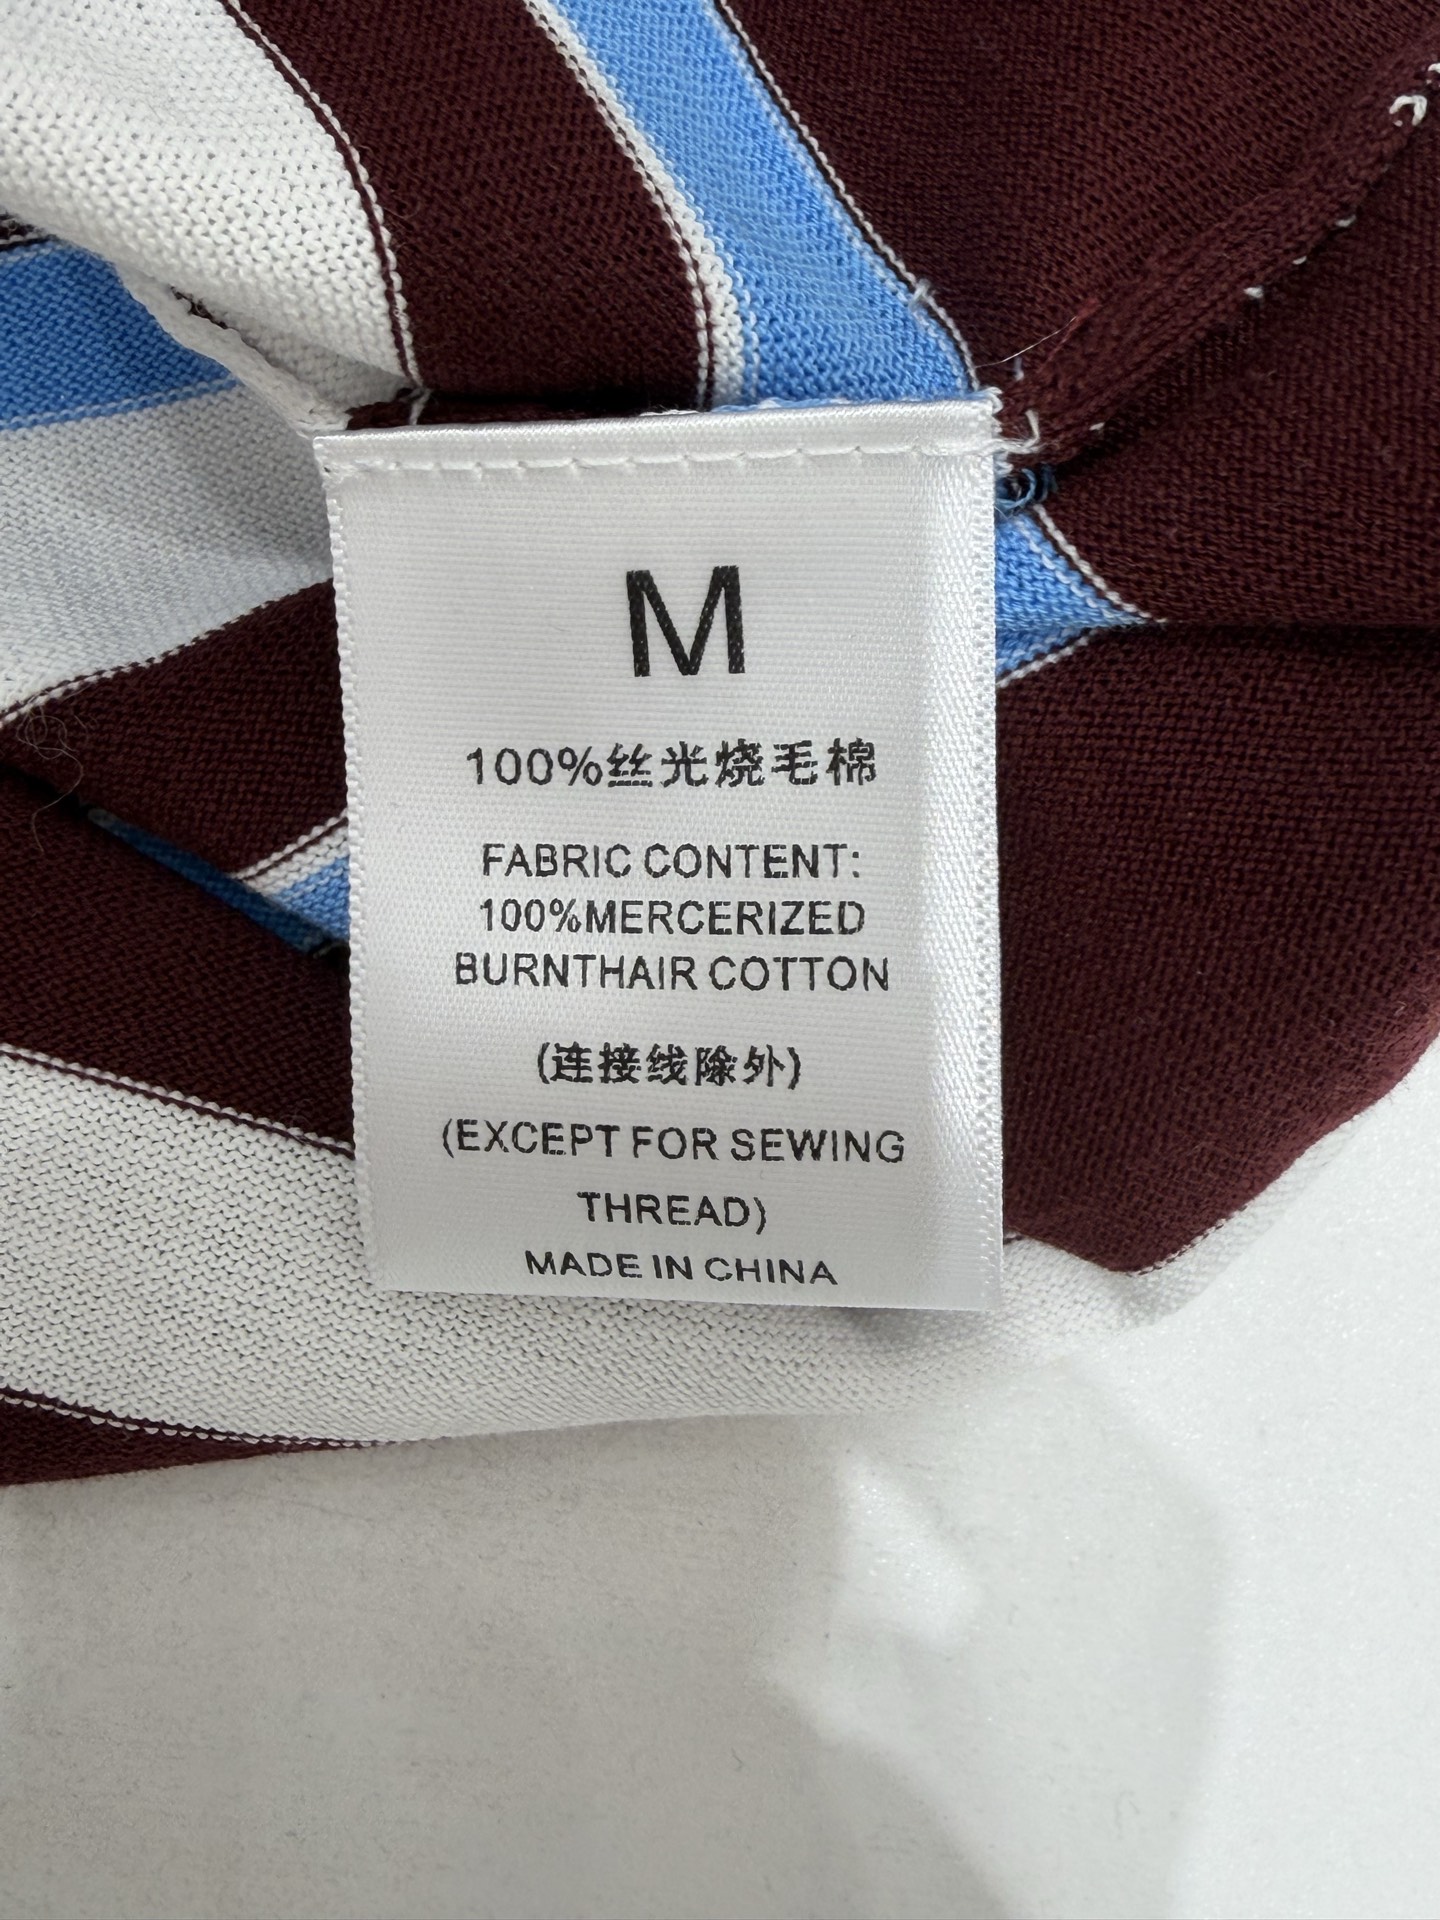 M
100%丝光烧毛棉
FABRIC CONTENT:
100%MERCERIZED
BURNTHAIR COTTON
(连接线除外)
(EXCEPT FOR SEWING
THREAD)
MADE IN CHINA